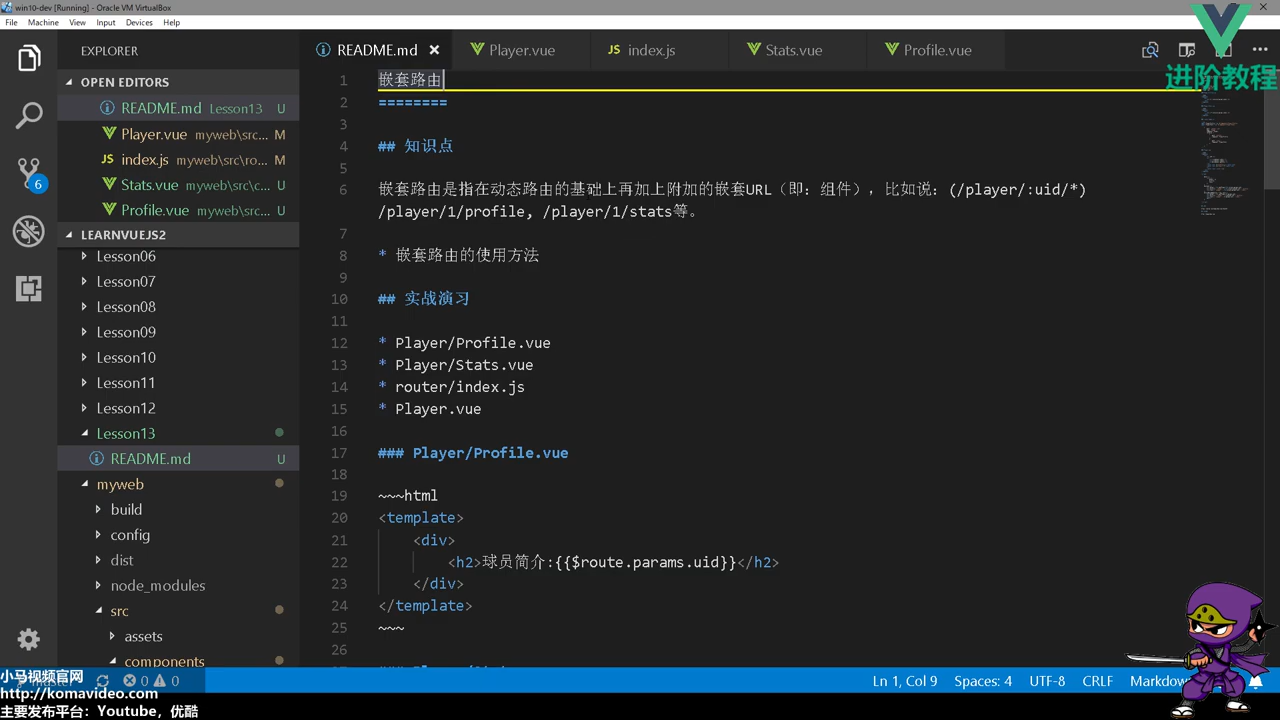 win10-dev [Running] - Oracle VM VirtualBox
File Machine View Input Devices Help
EXPLORER
README.md
Player.vue
JS index.js
Stats.vue
Profile.vue
进阶教程
OPEN EDITORS
README.md Lesson13 U
Player.vue myweb\src... M
JS index.js myweb\src\ro... M
Stats.vue myweb\src\c... U
Profile.vue myweb\src\... U
6
LEARNVUEJS2
Lesson06
Lesson07
Lesson08
Lesson09
Lesson10
Lesson11
Lesson12
Lesson13
README.md U
myweb
build
config
dist
node_modules
src
assets
components
1 嵌套路由
2 ========
3
4 ## 知识点
5
6 嵌套路由是指在动态路由的基础上再加上附加的嵌套URL（即：组件），比如说：(/player/:uid/*)
/player/1/profile, /player/1/stats等。
7
8 * 嵌套路由的使用方法
9
10 ## 实战演习
11
12 * Player/Profile.vue
13 * Player/Stats.vue
14 * router/index.js
15 * Player.vue
16
17 ### Player/Profile.vue
18
19 ~~~html
20 <template>
21 <div>
22 <h2>球员简介:{{$route.params.uid}}</h2>
23 </div>
24 </template>
25 ~~~
26
小马视频官网
http://komavideo.com
主要发布平台：Youtube，优酷
0 0
Ln 1, Col 9 Spaces: 4 UTF-8 CRLF